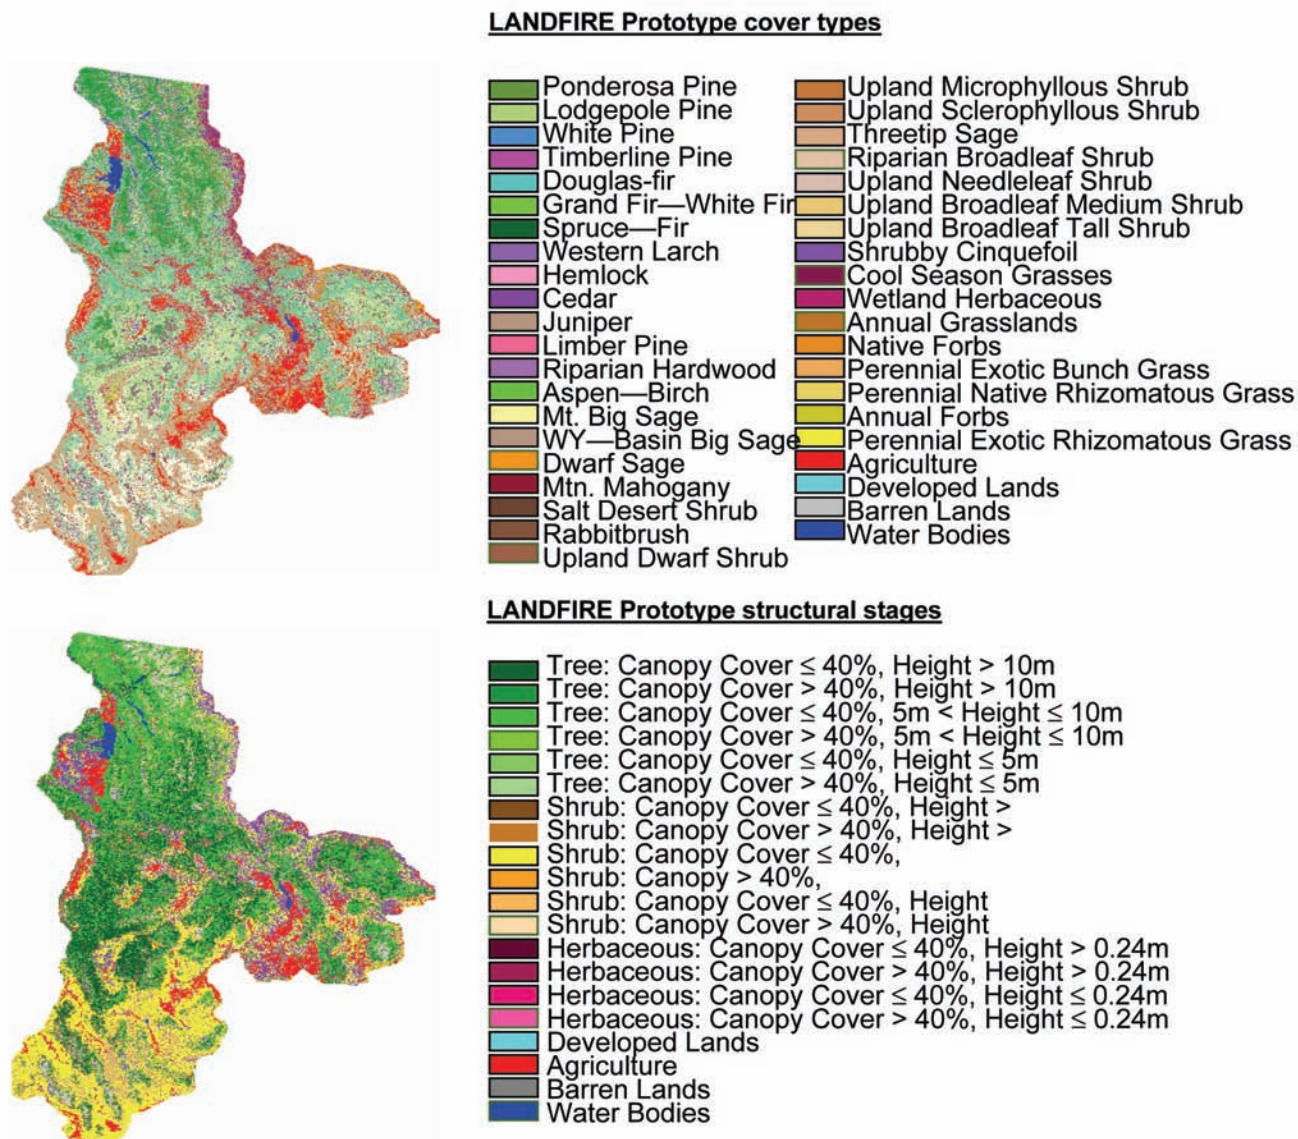 LANDFIRE Prototype cover types
Ponderosa Pine
Lodgepole Pine
White Pine
Timberline Pine
Douglas-fir
Grand Fir—White Fir
Spruce—Fir
Western Larch
Hemlock
Cedar
Juniper
Limber Pine
Riparian Hardwood
Aspen—Birch
Mt. Big Sage
WY—Basin Big Sage
Dwarf Sage
Mtn. Mahogany
Salt Desert Shrub
Rabbitbrush
Upland Dwarf Shrub
Upland Microphyllous Shrub
Upland Sclerophyllous Shrub
Threetip Sage
Riparian Broadleaf Shrub
Upland Needleleaf Shrub
Upland Broadleaf Medium Shrub
Upland Broadleaf Tall Shrub
Shrubby Cinquefoil
Cool Season Grasses
Wetland Herbaceous
Annual Grasslands
Native Forbs
Perennial Exotic Bunch Grass
Perennial Native Rhizomatous Grass
Annual Forbs
Perennial Exotic Rhizomatous Grass
Agriculture
Developed Lands
Barren Lands
Water Bodies
LANDFIRE Prototype structural stages
Tree: Canopy Cover ≤ 40%, Height > 10m
Tree: Canopy Cover > 40%, Height > 10m
Tree: Canopy Cover ≤ 40%, 5m < Height ≤ 10m
Tree: Canopy Cover > 40%, 5m < Height ≤ 10m
Tree: Canopy Cover ≤ 40%, Height ≤ 5m
Tree: Canopy Cover > 40%, Height ≤ 5m
Shrub: Canopy Cover ≤ 40%, Height >
Shrub: Canopy Cover > 40%, Height >
Shrub: Canopy Cover ≤ 40%,
Shrub: Canopy > 40%,
Shrub: Canopy Cover ≤ 40%, Height
Shrub: Canopy Cover > 40%, Height
Herbaceous: Canopy Cover ≤ 40%, Height > 0.24m
Herbaceous: Canopy Cover > 40%, Height > 0.24m
Herbaceous: Canopy Cover ≤ 40%, Height ≤ 0.24m
Herbaceous: Canopy Cover > 40%, Height ≤ 0.24m
Developed Lands
Agriculture
Barren Lands
Water Bodies